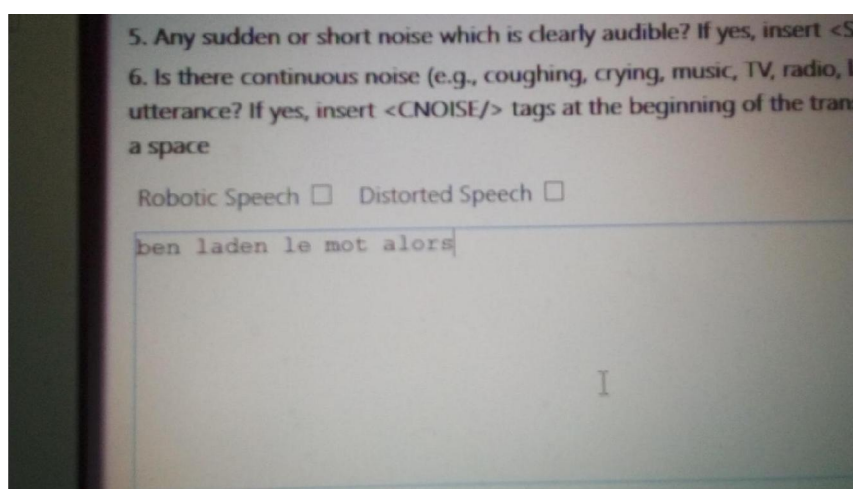 5. Any sudden or short noise which is clearly audible? If yes, insert <S
6. Is there continuous noise (e.g., coughing, crying, music, TV, radio,
utterance? If yes, insert <CNOISE/> tags at the beginning of the tran
a space
Robotic Speech Distorted Speech
ben laden le mot alors